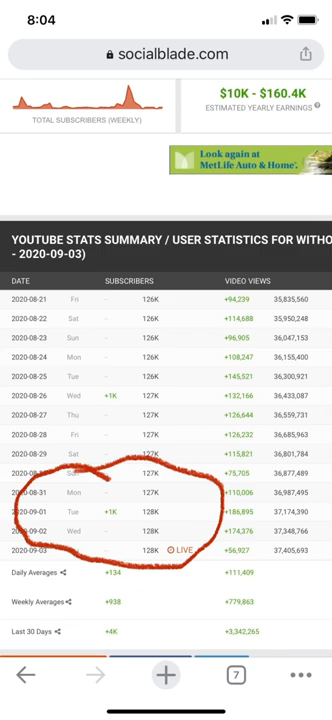 8:04
socialblade.com
$10K - $160.4K
TOTAL SUBSCRIBERS (WEEKLY)
ESTIMATED YEARLY EARNINGS ?
Look again at
MetLife Auto & Home.
YOUTUBE STATS SUMMARY / USER STATISTICS FOR WITHO
- 2020-09-03)
DATE SUBSCRIBERS VIDEO VIEWS
2020-08-21 Fri - 126K +94,239 35,835,560
2020-08-22 Sat - 126K +114,688 35,950,248
2020-08-23 Sun - 126K +96,905 36,047,153
2020-08-24 Mon - 126K +108,247 36,155,400
2020-08-25 Tue - 126K +145,521 36,300,921
2020-08-26 Wed +1K 127K +132,166 36,433,087
2020-08-27 Thu - 127K +126,644 36,559,731
2020-08-28 Fri - 127K +126,232 36,685,963
2020-08-29 Sat - 127K +115,821 36,801,784
127K +75,705 36,877,489
2020-08-31 Mon - 127K +110,006 36,987,495
2020-09-01 Tue +1K 128K +186,895 37,174,390
2020-09-02 Wed - 128K +174,376 37,348,766
2020-09-03 128K LIVE +56,927 37,405,693
Daily Averages +134 +111,409
Weekly Averages +938 +779,863
Last 30 Days +4K +3,342,265
7